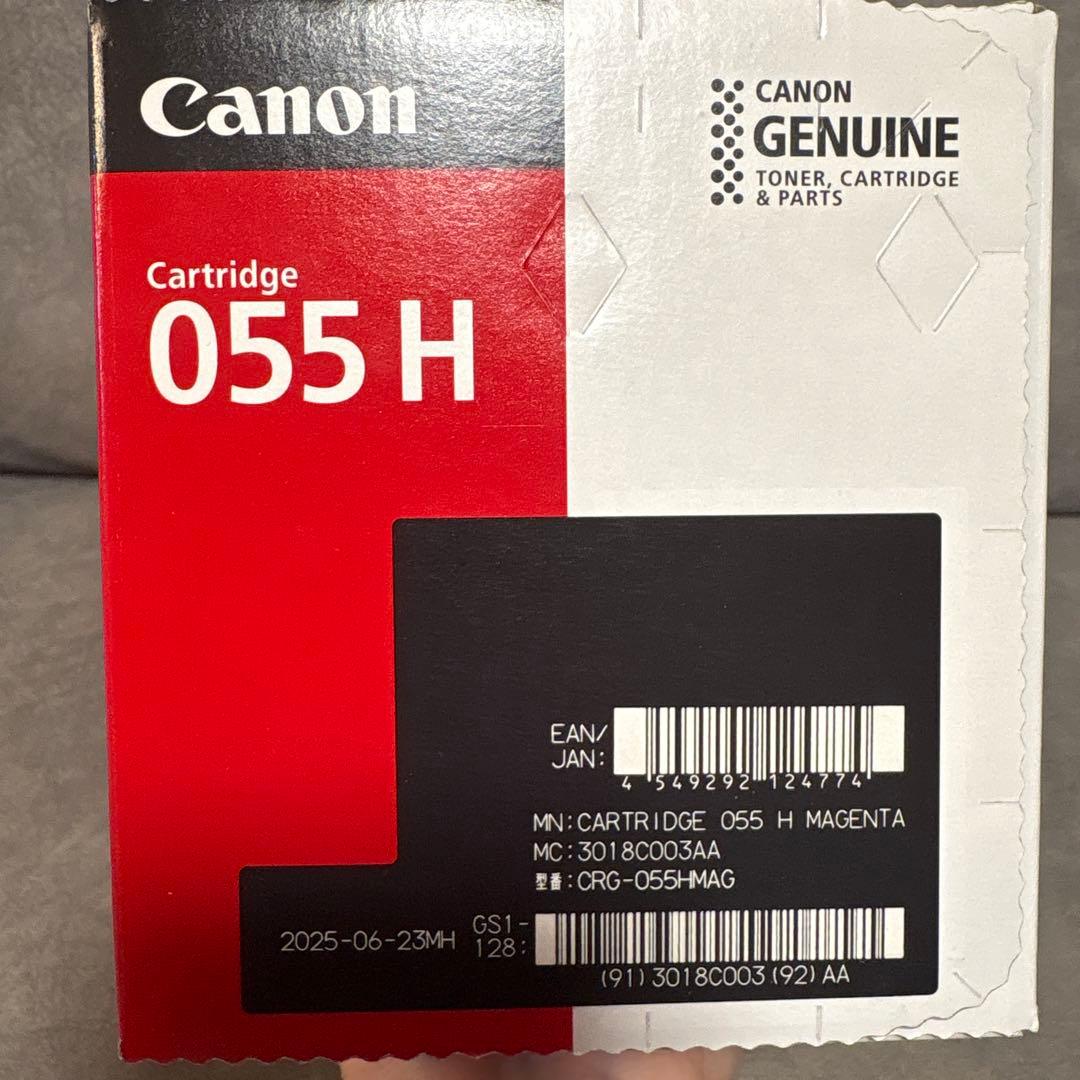 Canon
CANON
GENUINE
TONER, CARTRIDGE
& PARTS
Cartridge
055 H
EAN/
JAN:
4 549292 124774
MN:CARTRIDGE 055 H MAGENTA
MC:3018C003AA
型番:CRG-055HMAG
2025-06-23MH
GS1-
128:
(91)3018C003(92)AA